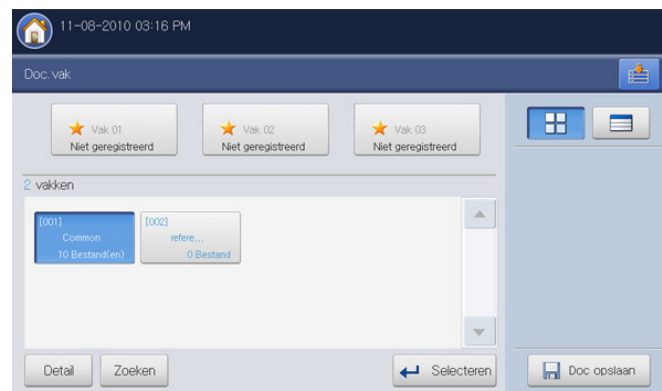 11-08-2010 03:16 PM
Doc. vak
Vak 01
Niet geregistreerd
Vak 02
Niet geregistreerd
Vak 03
Niet geregistreerd
2 vakken
[001]
Common
10 Bestand(en)
[002]
refere...
0 Bestand
Detail
Zoeken
Selecteren
Doc opslaan